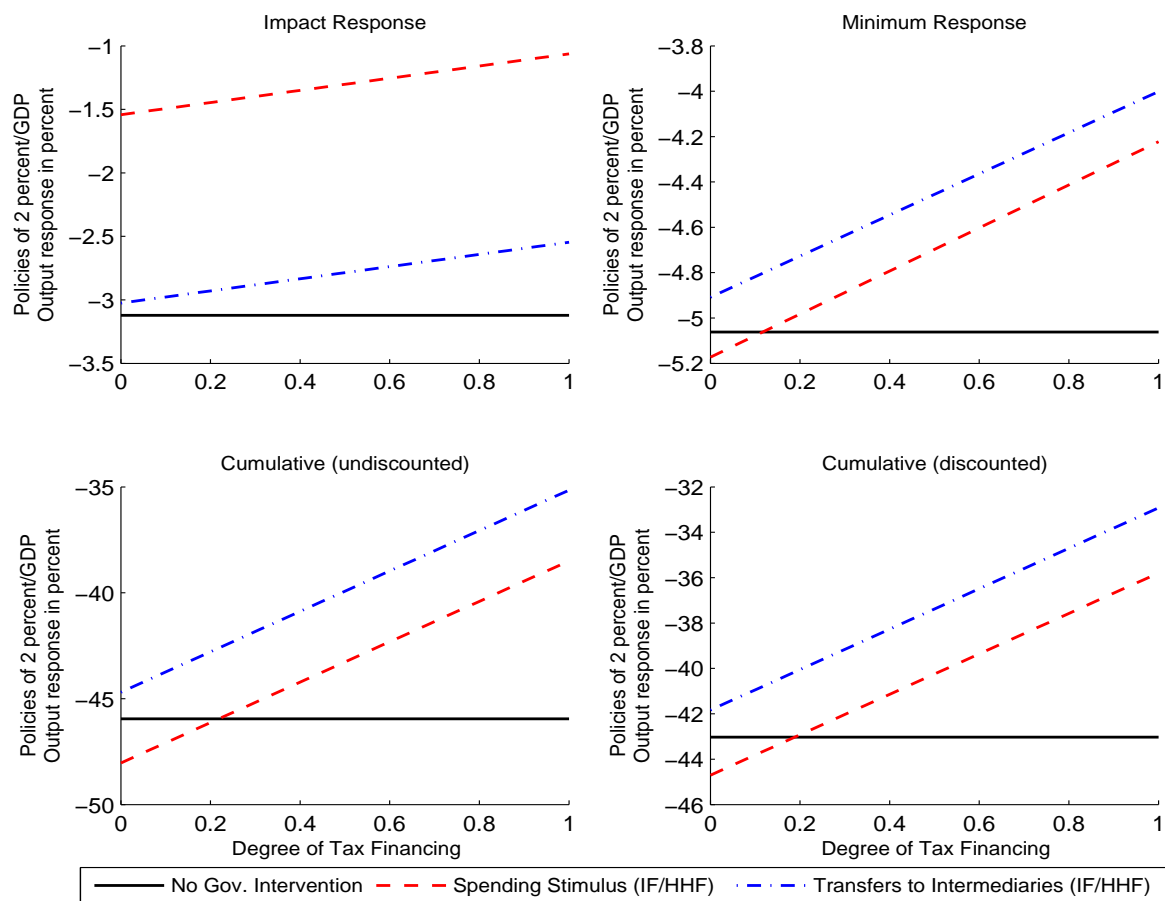 Impact Response
Policies of 2 percent/GDP
Output response in percent
−1
−1.5
−2
−2.5
−3
−3.5
0 0.2 0.4 0.6 0.8 1
Minimum Response
Policies of 2 percent/GDP
Output response in percent
−3.8
−4
−4.2
−4.4
−4.6
−4.8
−5
−5.2
0 0.2 0.4 0.6 0.8 1
Cumulative (undiscounted)
Policies of 2 percent/GDP
Output response in percent
−35
−40
−45
−50
0 0.2 0.4 0.6 0.8 1
Degree of Tax Financing
Cumulative (discounted)
Policies of 2 percent/GDP
Output response in percent
−32
−34
−36
−38
−40
−42
−44
−46
0 0.2 0.4 0.6 0.8 1
Degree of Tax Financing
No Gov. Intervention Spending Stimulus (IF/HHF) Transfers to Intermediaries (IF/HHF)